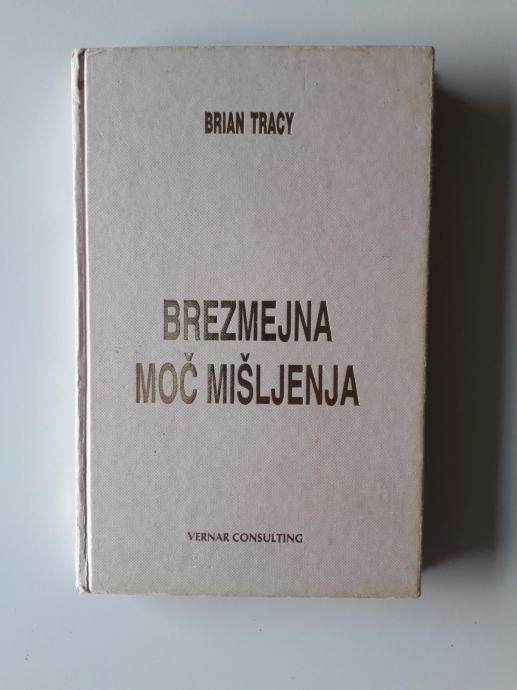 BRIAN TRACY
BREZMEJNA
MOČ MIŠLJENJA
VERNAR CONSULTING